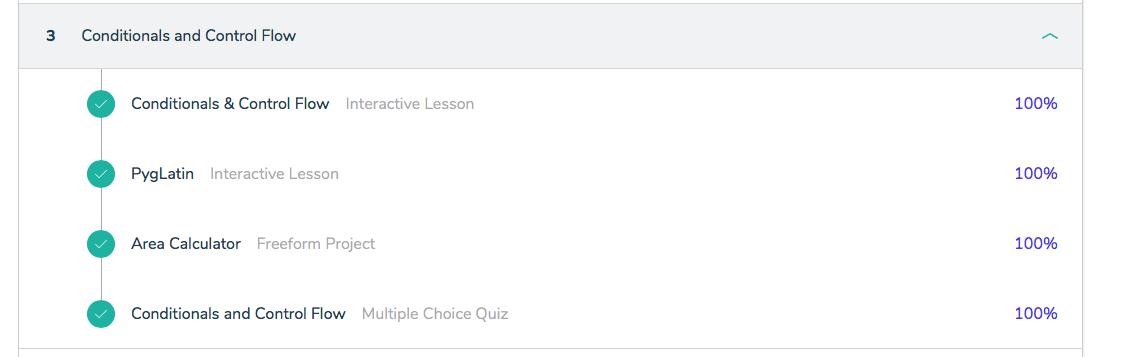 3 Conditionals and Control Flow
Conditionals & Control Flow Interactive Lesson 100%
PygLatin Interactive Lesson 100%
Area Calculator Freeform Project 100%
Conditionals and Control Flow Multiple Choice Quiz 100%